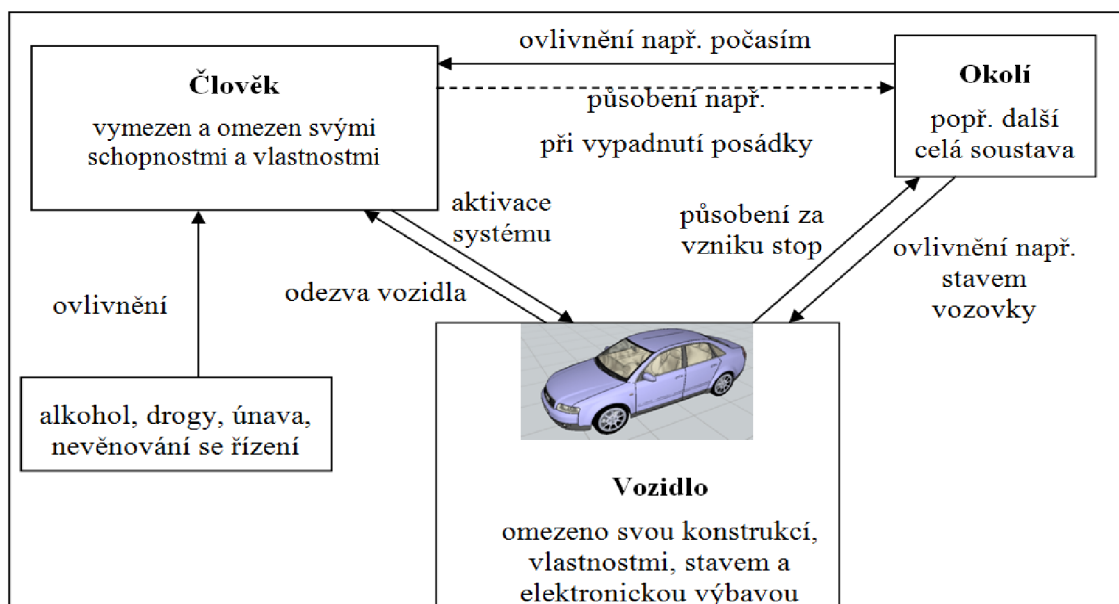 ovlivnění např. počasím
Člověk
vymezen a omezen svými
schopnostmi a vlastnostmi
Okolí
popř. další
celá soustava
působení např.
při vypadnutí posádky
aktivace
systému
působení za
vzniku stop
ovlivnění např.
stavem
vozovky
odezva vozidla
ovlivnění
alkohol, drogy, únava,
nevěnování se řízení
Vozidlo
omezeno svou konstrukcí,
vlastnostmi, stavem a
elektronickou výbavou